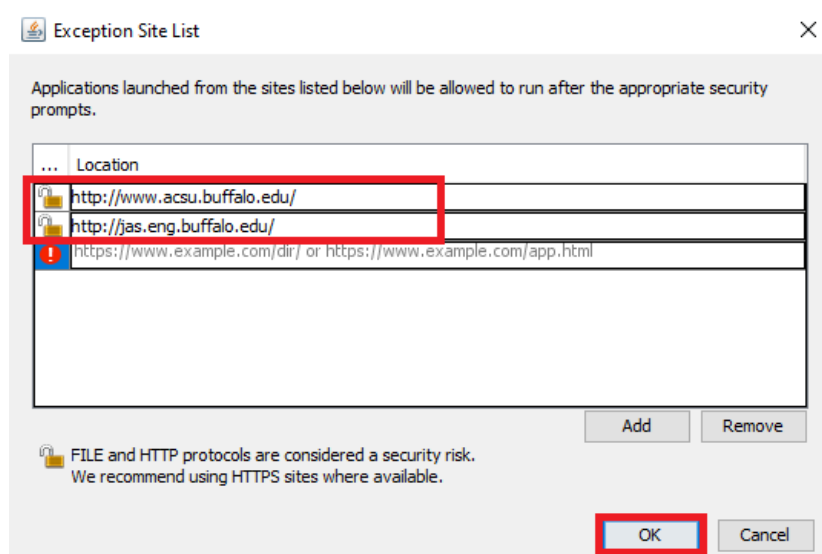 Exception Site List
Applications launched from the sites listed below will be allowed to run after the appropriate security
prompts.
... Location
http://www.acsu.buffalo.edu/
http://jas.eng.buffalo.edu/
https://www.example.com/dir/ or https://www.example.com/app.html
Add Remove
FILE and HTTP protocols are considered a security risk.
We recommend using HTTPS sites where available.
OK Cancel